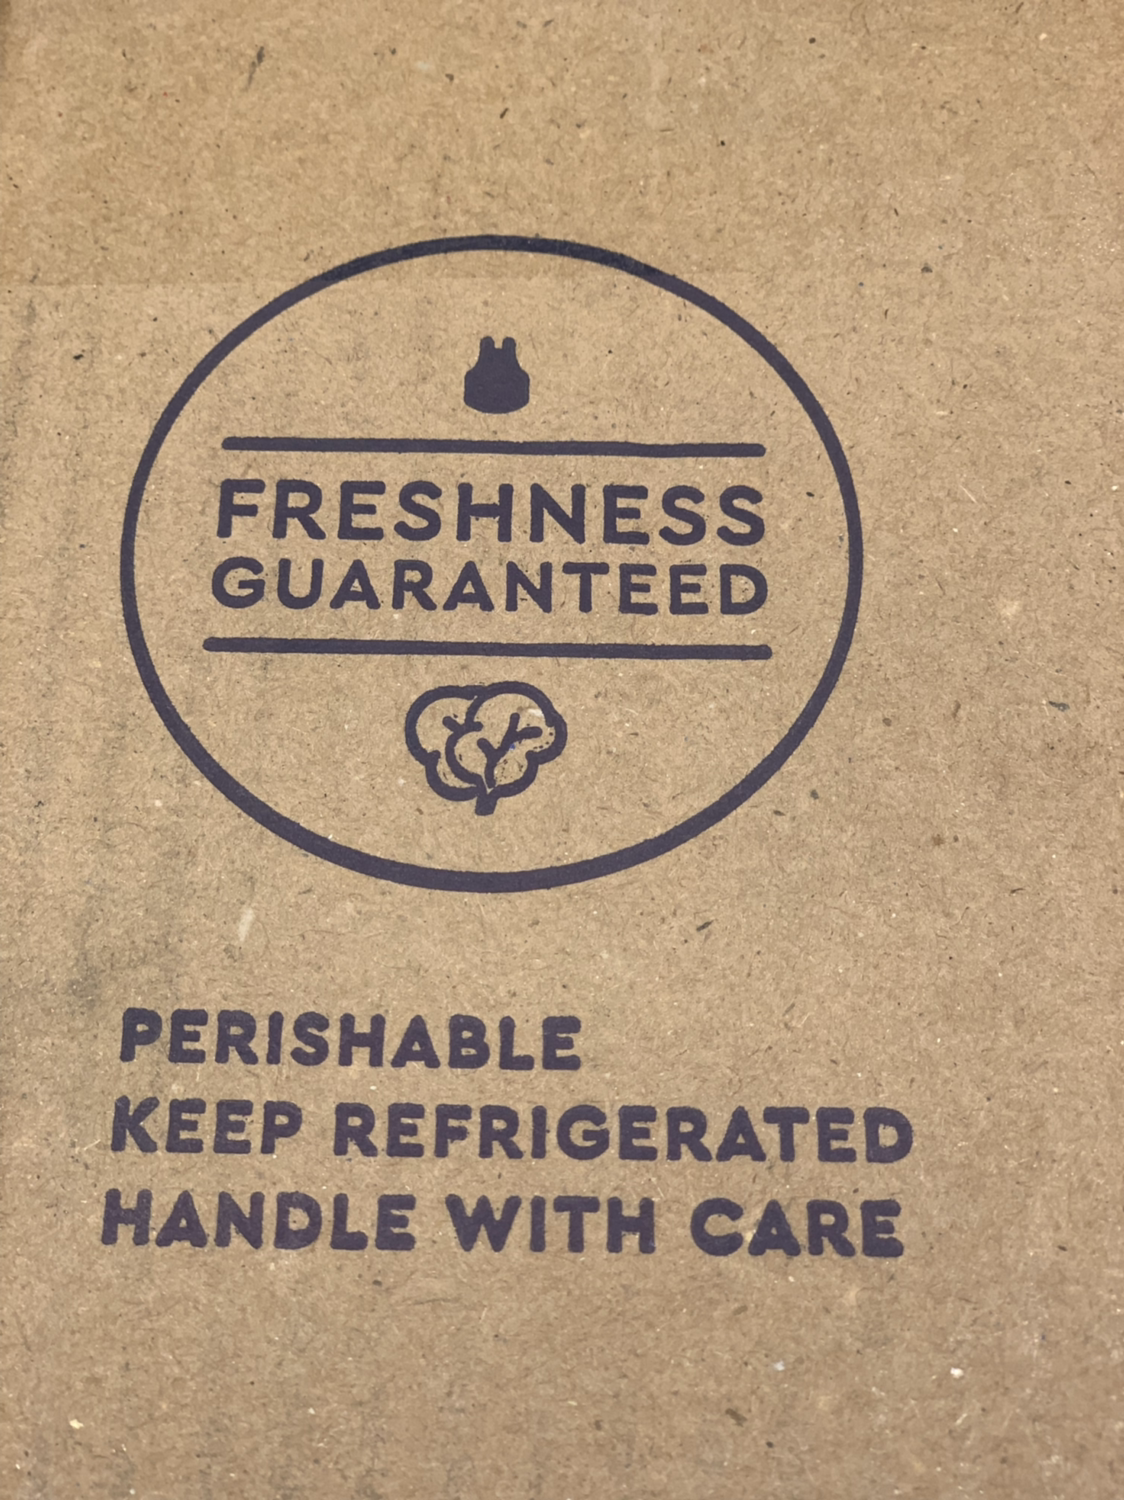 FRESHNESS
GUARANTEED
PERISHABLE
KEEP REFRIGERATED
HANDLE WITH CARE